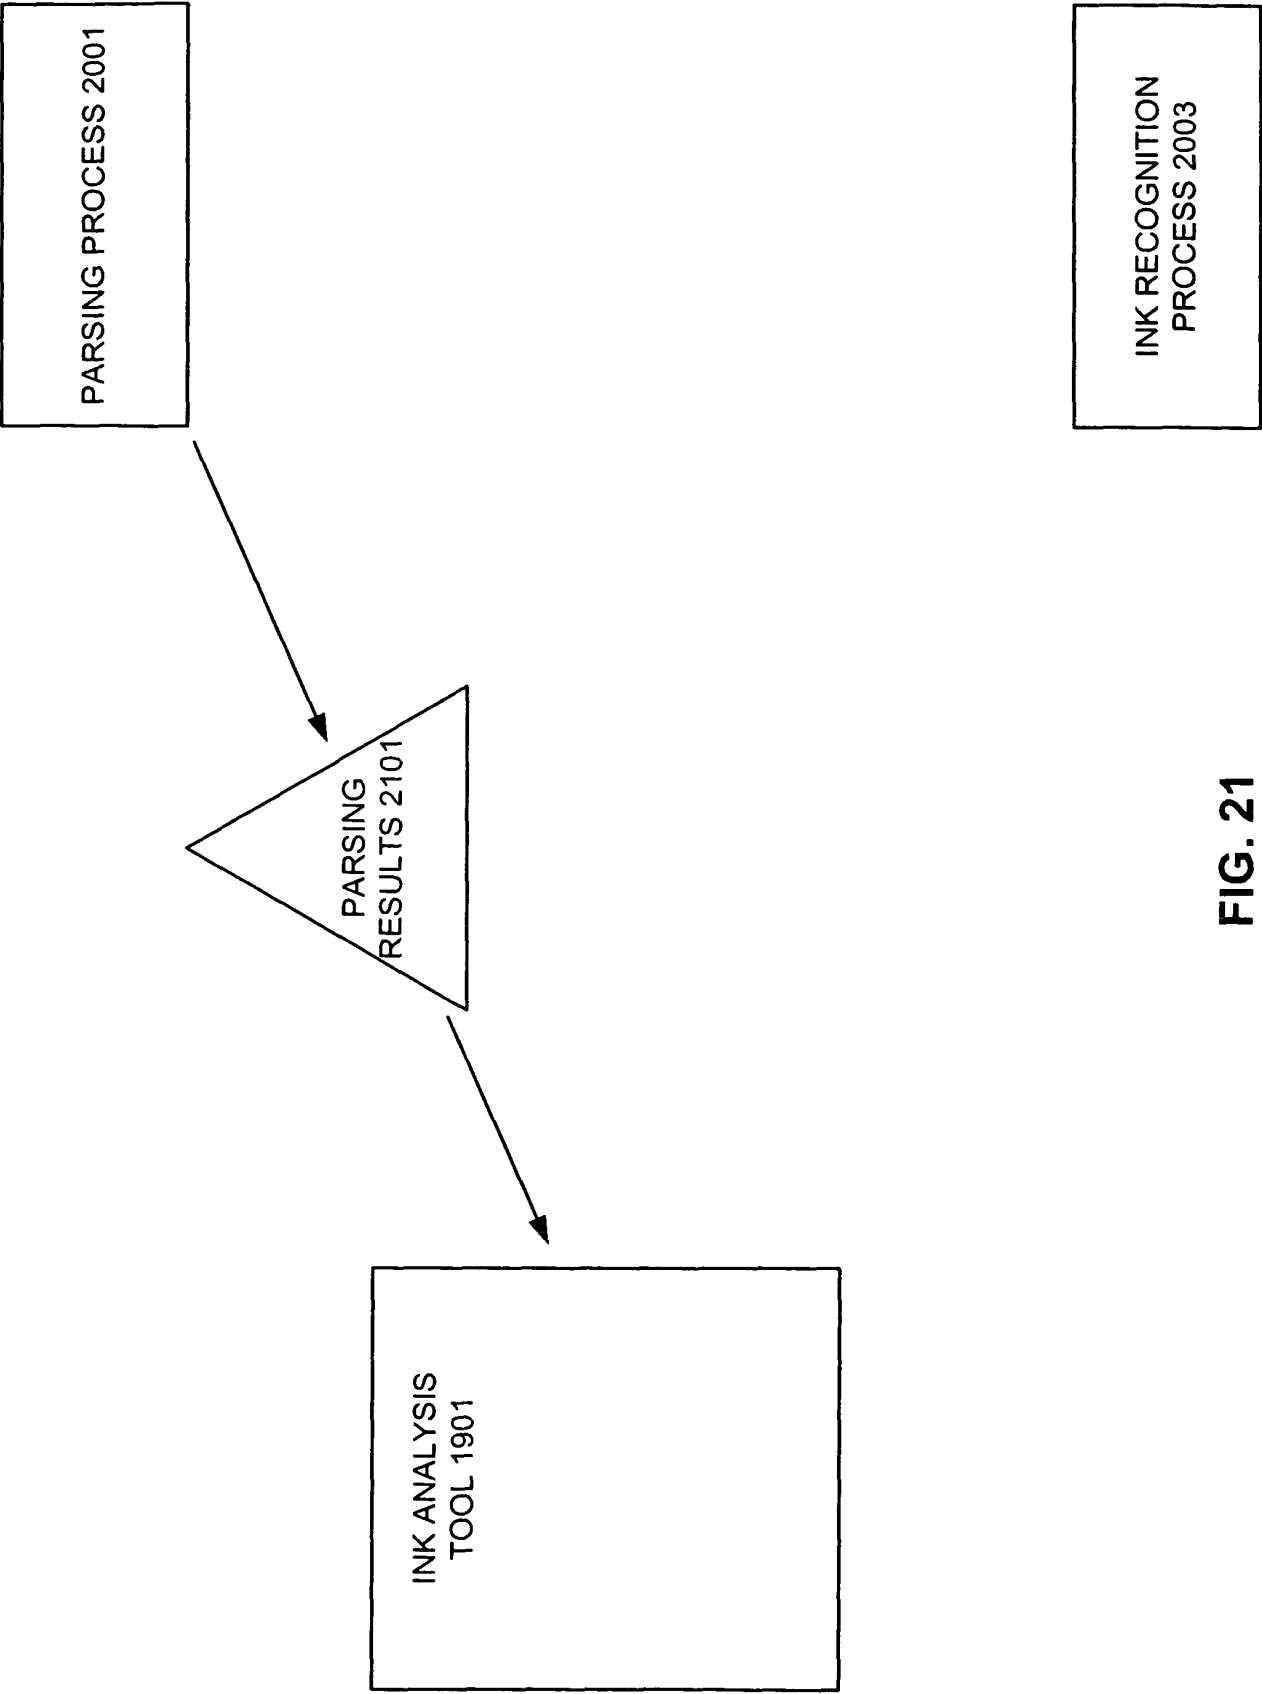 PARSING PROCESS 2001
PARSING
RESULTS 2101
INK ANALYSIS
TOOL 1901
INK RECOGNITION
PROCESS 2003
FIG. 21